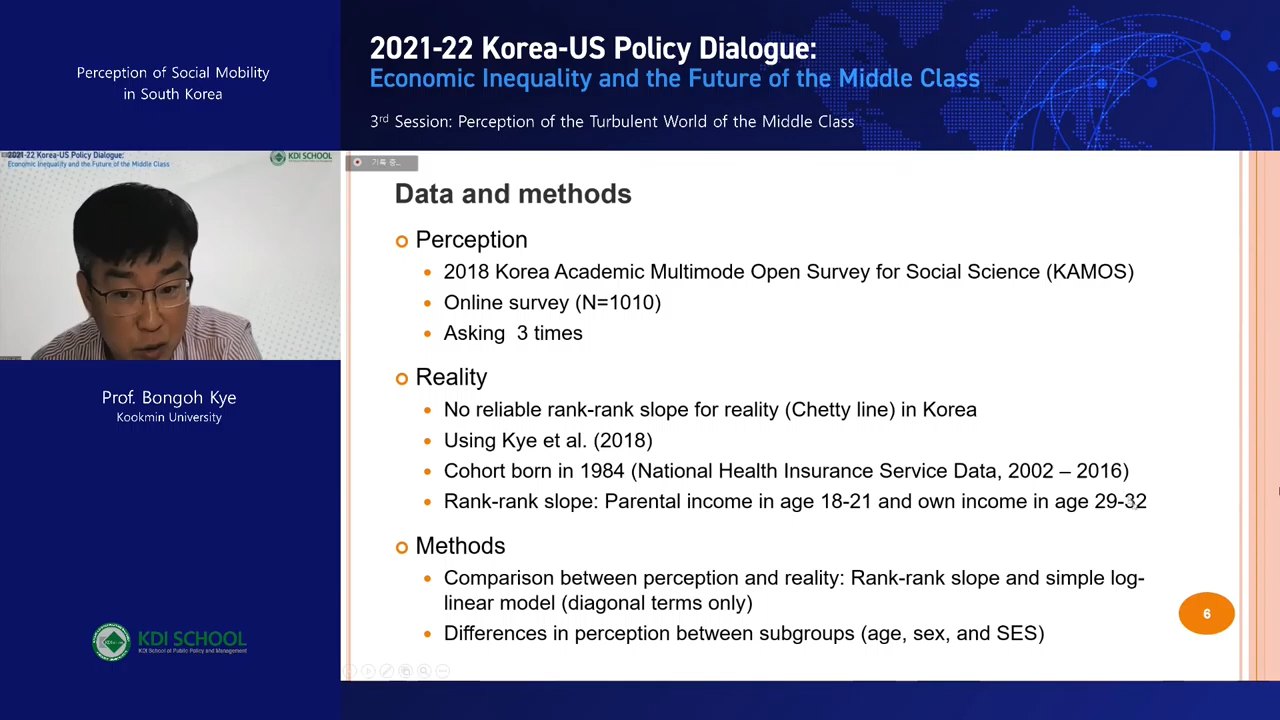 Perception of Social Mobility
in South Korea
2021-22 Korea-US Policy Dialogue:
Economic Inequality and the Future of the Middle Class
3rd Session: Perception of the Turbulent World of the Middle Class
2021-22 Korea-US Policy Dialogue:
Economic Inequality and the Future of the Middle Class
KDI SCHOOL
기록 중...
Data and methods
Perception
2018 Korea Academic Multimode Open Survey for Social Science (KAMOS)
Online survey (N=1010)
Asking 3 times
Reality
No reliable rank-rank slope for reality (Chetty line) in Korea
Using Kye et al. (2018)
Cohort born in 1984 (National Health Insurance Service Data, 2002 – 2016)
Rank-rank slope: Parental income in age 18-21 and own income in age 29-32
Methods
Comparison between perception and reality: Rank-rank slope and simple log-
linear model (diagonal terms only)
Differences in perception between subgroups (age, sex, and SES)
6
Prof. Bongoh Kye
Kookmin University
KDI SCHOOL
KDI School of Public Policy and Management